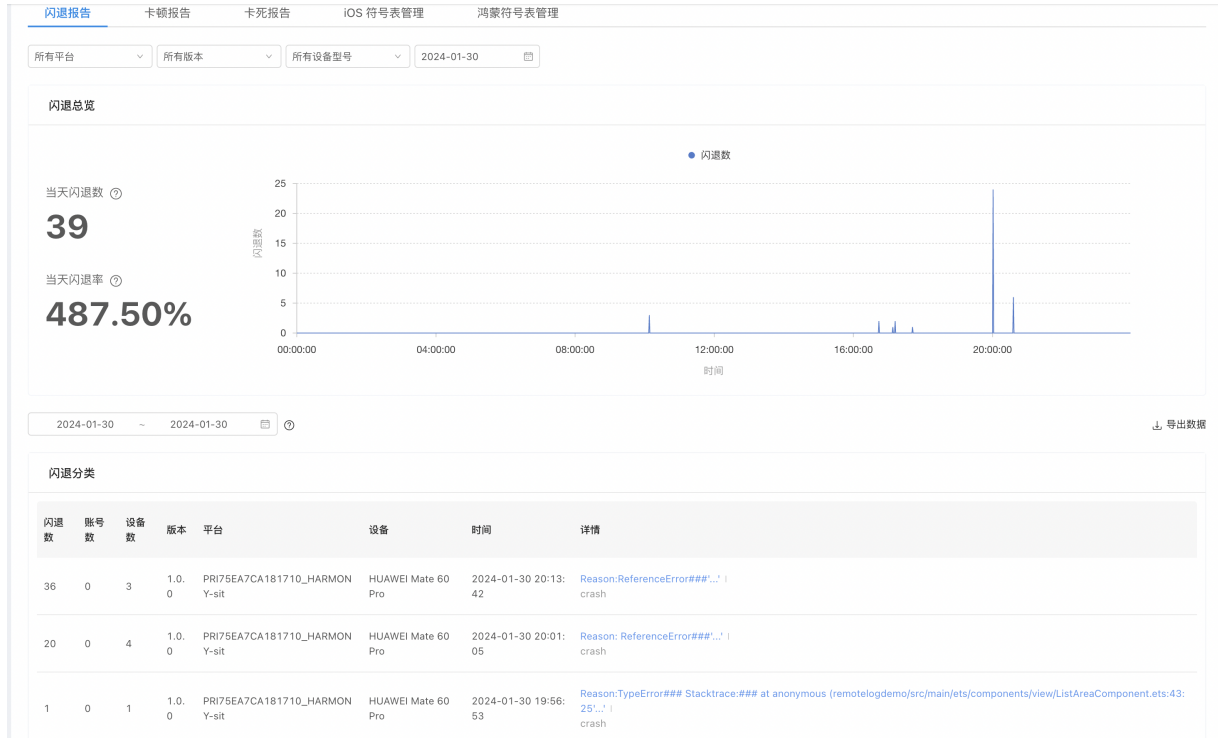 闪退报告
卡顿报告
卡死报告
iOS 符号表管理
鸿蒙符号表管理
所有平台
所有版本
所有设备型号
2024-01-30
闪退总览
闪退数
当天闪退数
39
当天闪退率
487.50%
闪退数
25
20
15
10
5
0
00:00:00
04:00:00
08:00:00
12:00:00
16:00:00
20:00:00
时间
2024-01-30 ~ 2024-01-30
导出数据
闪退分类
闪退
数
账号
数
设备
数
版本
平台
设备
时间
详情
36
0
3
1.0.
0
PRI75EA7CA181710_HARMON
Y-sit
HUAWEI Mate 60
Pro
2024-01-30 20:13:
42
Reason:ReferenceError###'...'
crash
20
0
4
1.0.
0
PRI75EA7CA181710_HARMON
Y-sit
HUAWEI Mate 60
Pro
2024-01-30 20:01:
05
Reason: ReferenceError###'...'
crash
1
0
1
1.0.
0
PRI75EA7CA181710_HARMON
Y-sit
HUAWEI Mate 60
Pro
2024-01-30 19:56:
53
Reason:TypeError### Stacktrace:### at anonymous (remotelogdemo/src/main/ets/components/view/ListAreaComponent.ets:43:
25'...'
crash